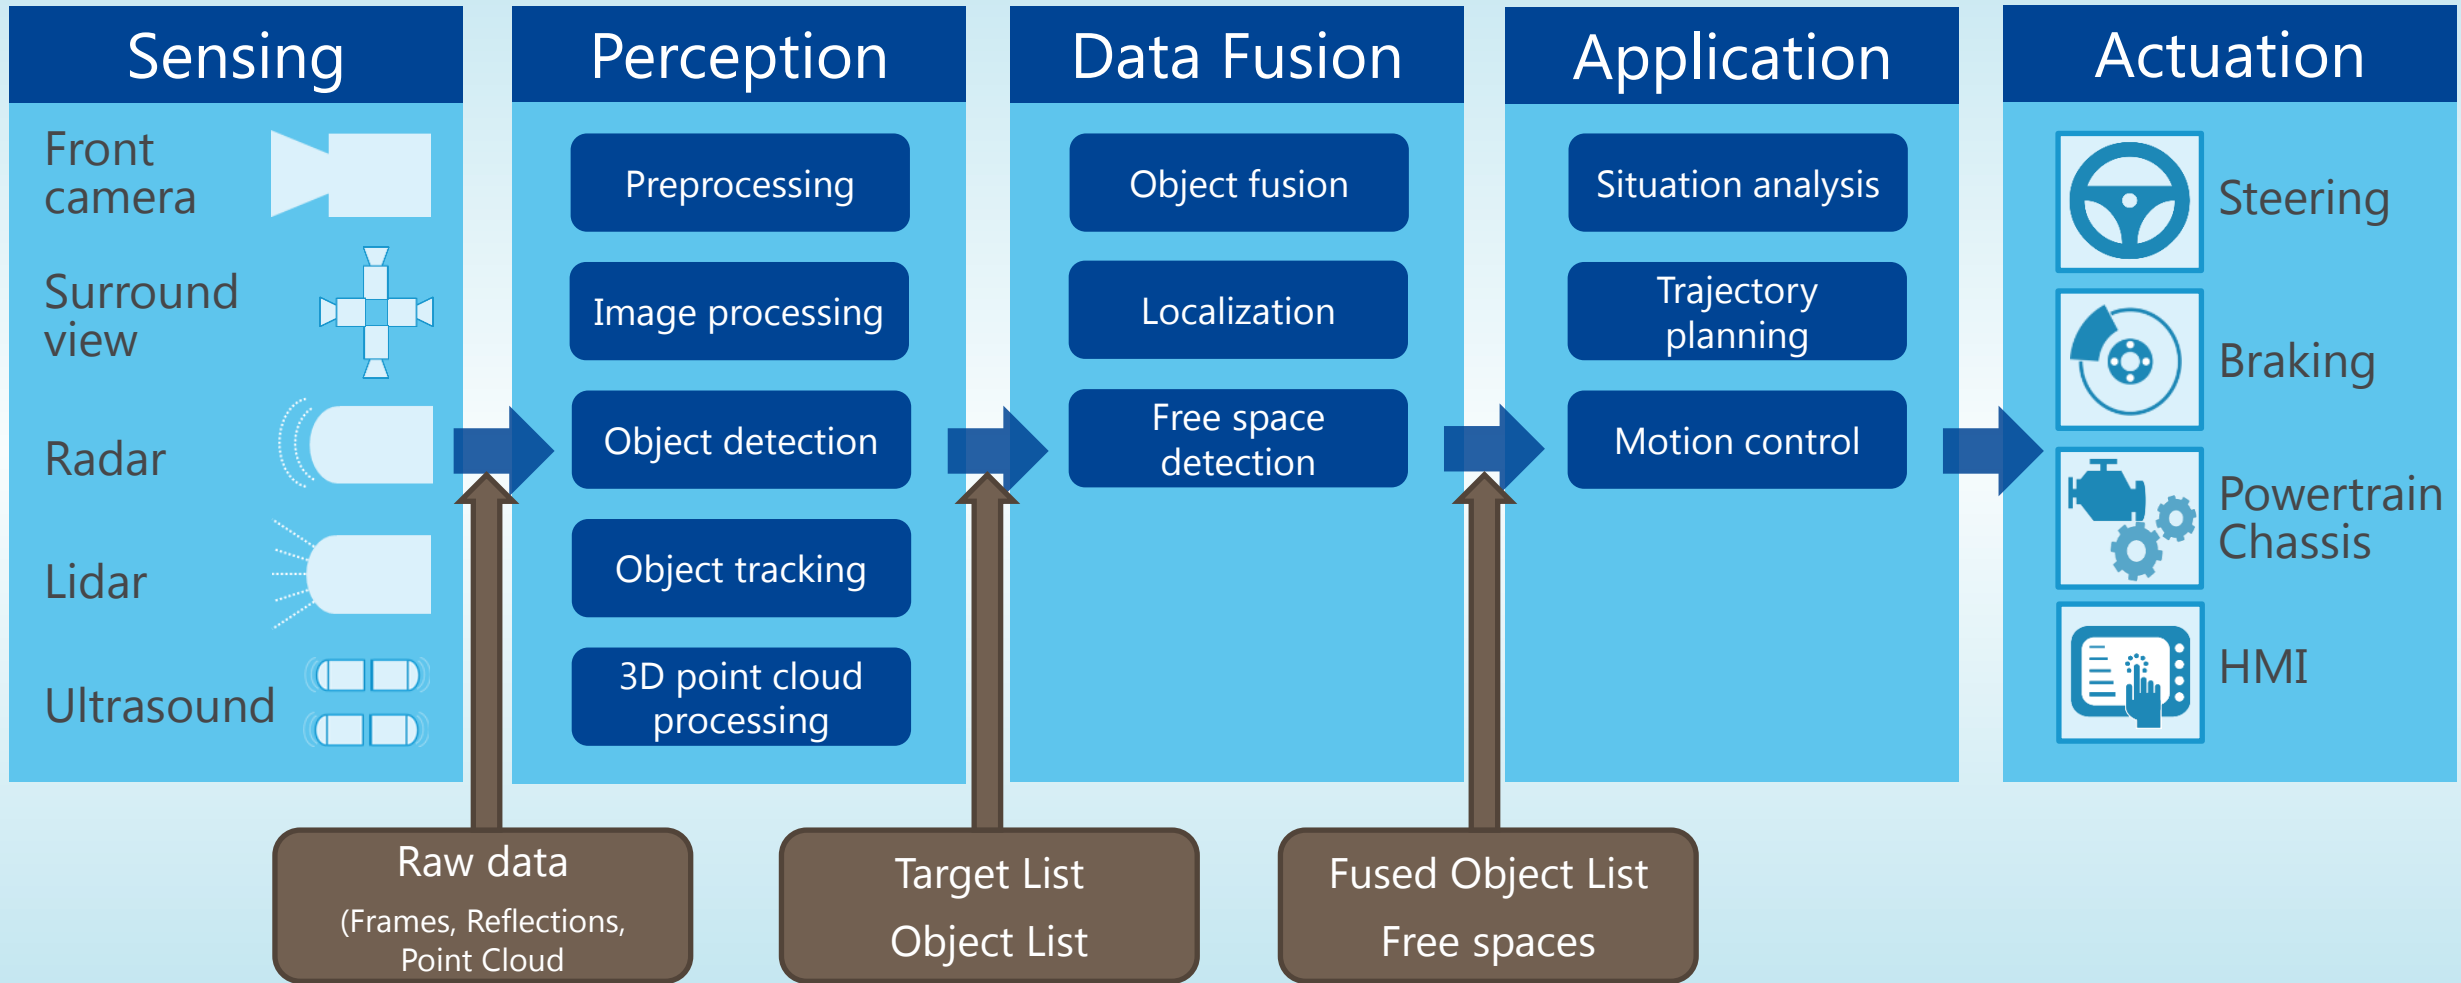 Sensing
Front
camera
Surround
view
Radar
Lidar
Ultrasound
Perception
Preprocessing
Image processing
Object detection
Object tracking
3D point cloud
processing
Data Fusion
Object fusion
Localization
Free space
detection
Application
Situation analysis
Trajectory
planning
Motion control
Actuation
Steering
Braking
Powertrain
Chassis
HMI
Raw data
(Frames, Reflections,
Point Cloud
Target List
Object List
Fused Object List
Free spaces